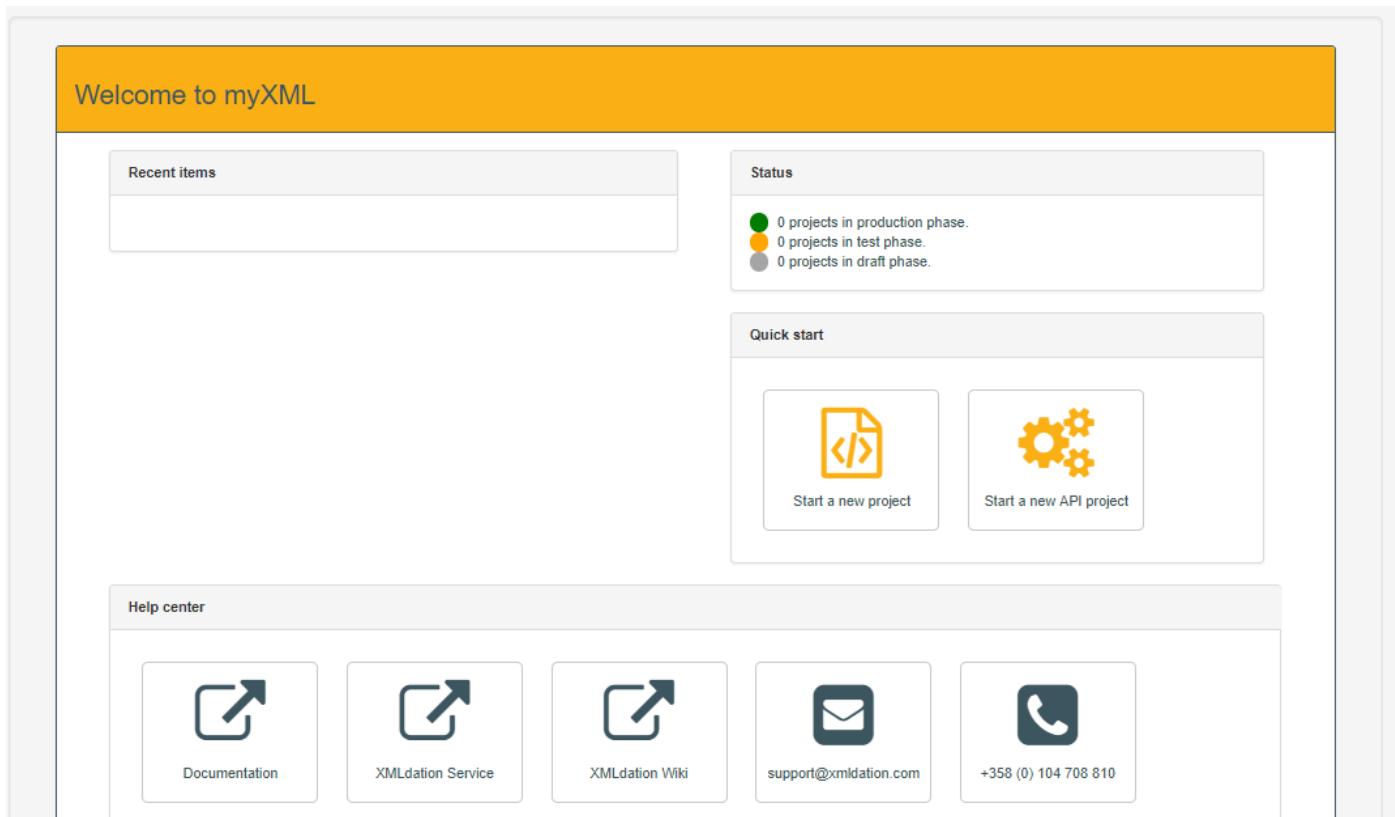 Welcome to myXML
Recent items
Status
0 projects in production phase.
0 projects in test phase.
0 projects in draft phase.
Quick start
Start a new project
Start a new API project
Help center
Documentation
XMLdation Service
XMLdation Wiki
support@xmldation.com
+358 (0) 104 708 810